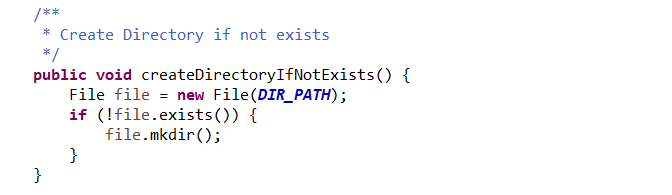 /**
 * Create Directory if not exists
 */
public void createDirectoryIfNotExists() {
    File file = new File(DIR_PATH);
    if (!file.exists()) {
        file.mkdir();
    }
}